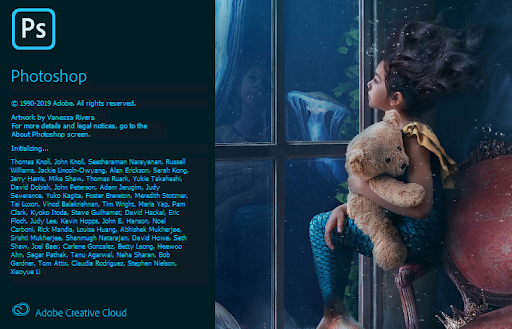 Ps
Photoshop
© 1990-2019 Adobe. All rights reserved.
Artwork by Vanessa Rivera
For more details and legal notices, go to the
About Photoshop screen.
Initializing...
Thomas Knoll, John Knoll, Seetharaman Narayanan, Russell
Williams, Jackie Lincoln-Owyang, Alan Erickson, Sarah Kong,
Jerry Harris, Mike Shaw, Thomas Ruark, Yukie Takahashi,
David Dobish, John Peterson, Adam Jerugim, Judy
Severance, Yuko Kagita, Foster Brereton, Meredith Stotzner,
Tai Luxon, Vinod Balakrishnan, Tim Wright, Maria Yap, Pam
Clark, Kyoko Itoda, Steve Guilhamet, David Hackel, Eric
Floch, Judy Lee, Kevin Hopps, John E. Hanson, Noel
Carboni, Rick Mandia, Louise Huang, Abhishek Mukherjee,
Srishti Mukherjee, Shanmugh Natarajan, David Howe, Seth
Shaw, Joel Baer, Carlene Gonzalez, Betty Leong, Heewoo
Ahn, Sagar Pathak, Tanu Agarwal, Neha Sharan, Bob
Gardner, Tom Attix, Claudia Rodriguez, Stephen Nielson,
Xiaoyue Li
Adobe Creative Cloud